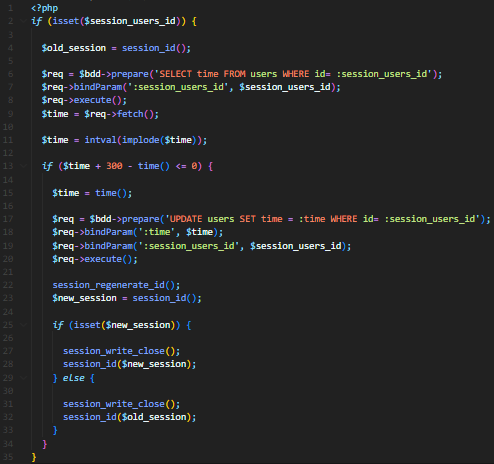 1 <?php
2 if (isset($session_users_id)) {
3
4 $old_session = session_id();
5
6 $req = $bdd->prepare('SELECT time FROM users WHERE id= :session_users_id');
7 $req->bindParam(':session_users_id', $session_users_id);
8 $req->execute();
9 $time = $req->fetch();
10
11 $time = intval(implode($time));
12
13 if ($time + 300 - time() <= 0) {
14
15 $time = time();
16
17 $req = $bdd->prepare('UPDATE users SET time = :time WHERE id= :session_users_id');
18 $req->bindParam(':time', $time);
19 $req->bindParam(':session_users_id', $session_users_id);
20 $req->execute();
21
22 session_regenerate_id();
23 $new_session = session_id();
24
25 if (isset($new_session)) {
26
27 session_write_close();
28 session_id($new_session);
29 } else {
30
31 session_write_close();
32 session_id($old_session);
33 }
34 }
35 }